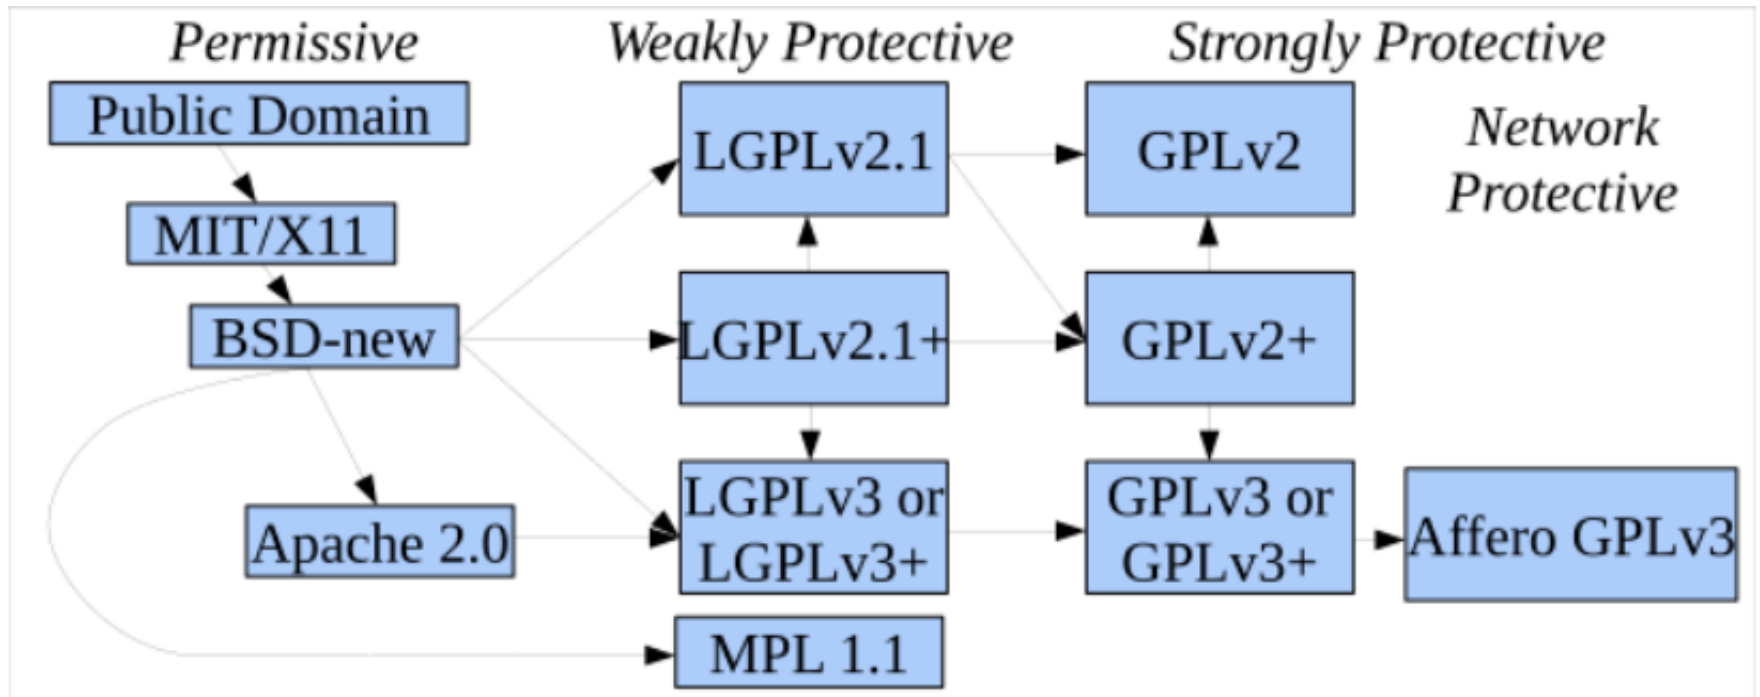 Permissive
Weakly Protective
Strongly Protective
Public Domain
LGPLv2.1
GPLv2
Network
Protective
MIT/X11
BSD-new
LGPLv2.1+
GPLv2+
Apache 2.0
LGPLv3 or
LGPLv3+
GPLv3 or
GPLv3+
Affero GPLv3
MPL 1.1